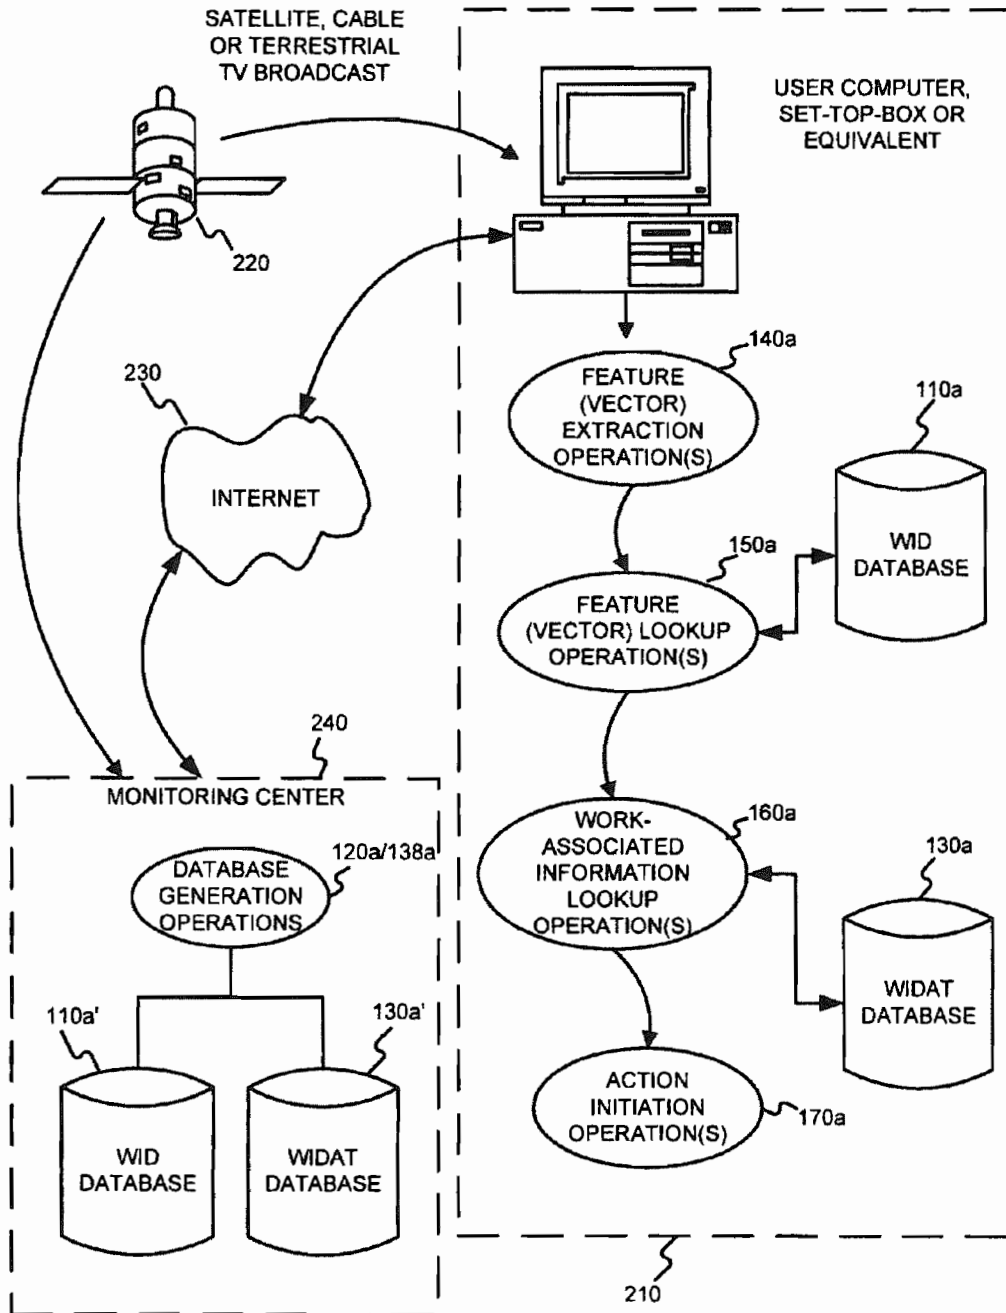 SATELLITE, CABLE
OR TERRESTRIAL
TV BROADCAST
USER COMPUTER,
SET-TOP-BOX OR
EQUIVALENT
220
140a
FEATURE
(VECTOR)
EXTRACTION
OPERATION(S)
230
INTERNET
110a
WID
DATABASE
150a
FEATURE
(VECTOR) LOOKUP
OPERATION(S)
240
MONITORING CENTER
120a/138a
DATABASE
GENERATION
OPERATIONS
160a
WORK-
ASSOCIATED
INFORMATION
LOOKUP
OPERATION(S)
130a
WIDAT
DATABASE
110a'
WID
DATABASE
130a'
WIDAT
DATABASE
ACTION
INITIATION
OPERATION(S)
170a
210